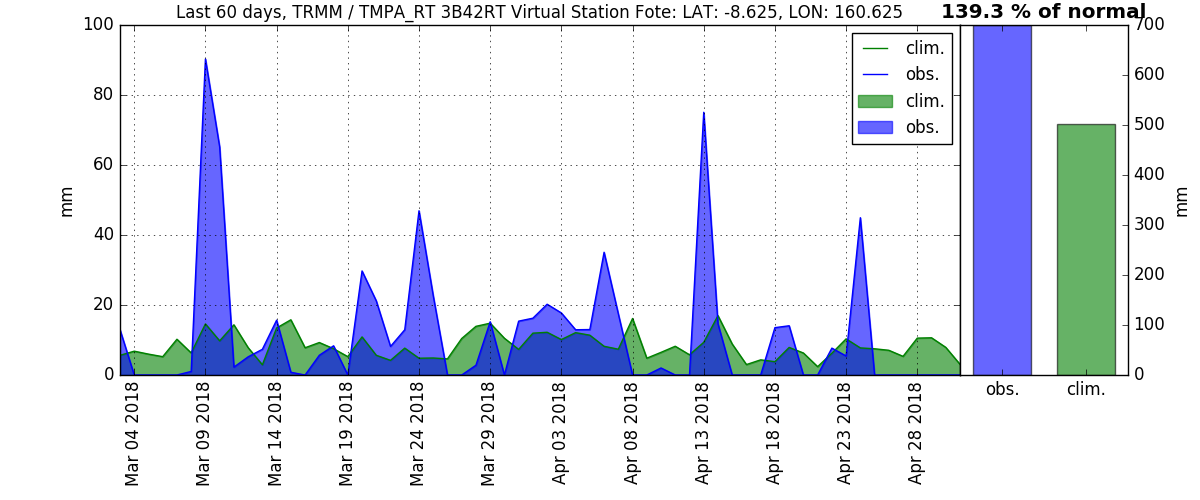 Last 60 days, TRMM / TMPA_RT 3B42RT Virtual Station Fote: LAT: -8.625, LON: 160.625
139.3 % of normal
100
80
60
40
20
0
mm
clim.
obs.
clim.
obs.
700
600
500
400
300
200
100
0
mm
Mar 04 2018
Mar 09 2018
Mar 14 2018
Mar 19 2018
Mar 24 2018
Mar 29 2018
Apr 03 2018
Apr 08 2018
Apr 13 2018
Apr 18 2018
Apr 23 2018
Apr 28 2018
obs.
clim.